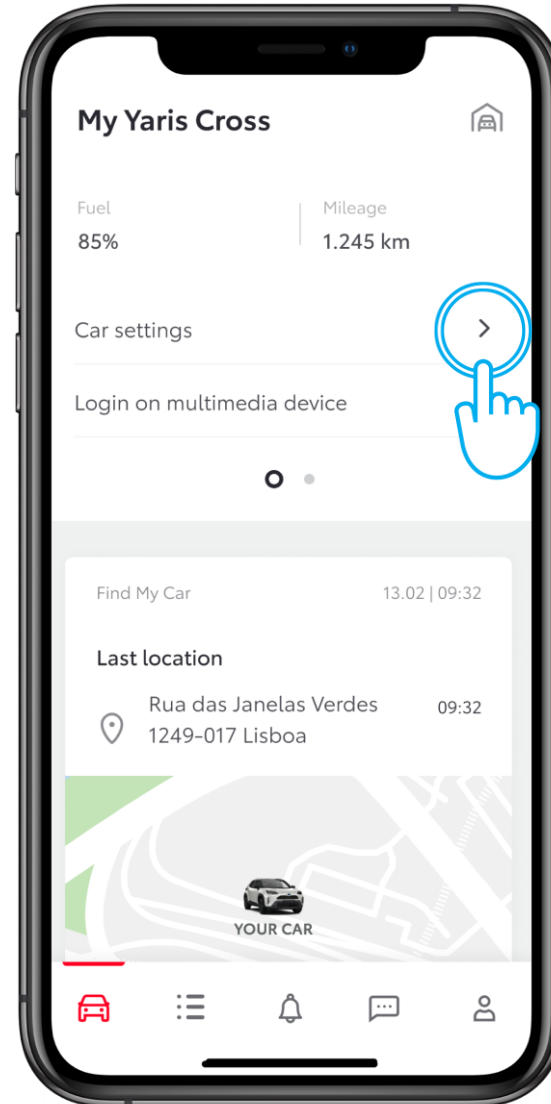 My Yaris Cross
Fuel
Mileage
85%
1.245 km
Car settings
Login on multimedia device
Find My Car
13.02 | 09:32
Last location
Rua das Janelas Verdes
09:32
1249-017 Lisboa
YOUR CAR